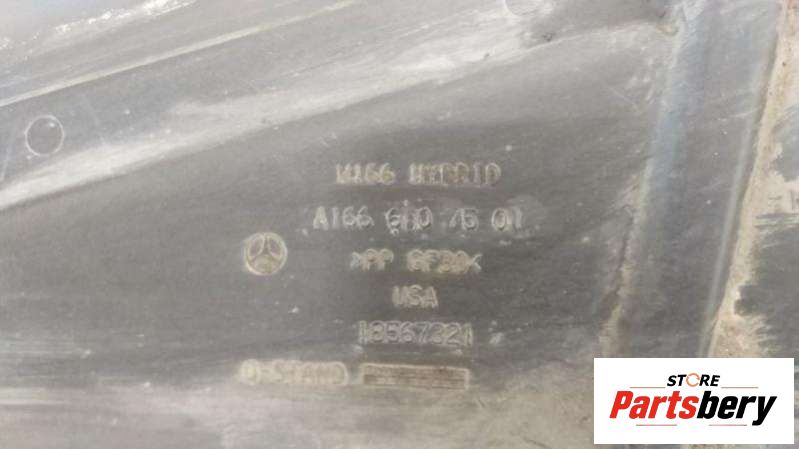 W166 HYBRID
A166 680 75 01
>PP GF30<
USA
18567321
STORE
Partsbery